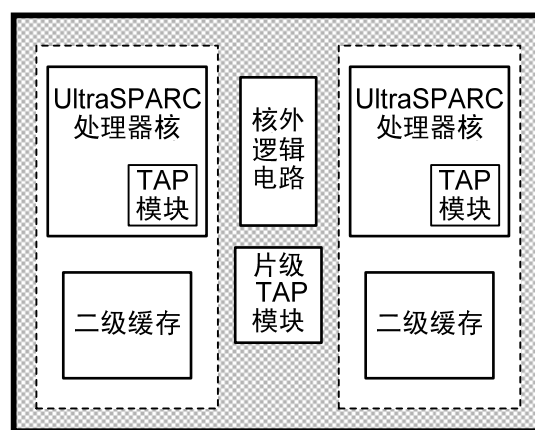 UltraSPARC
处理器核
TAP
模块
二级缓存
核外
逻辑
电路
片级
TAP
模块
UltraSPARC
处理器核
TAP
模块
二级缓存